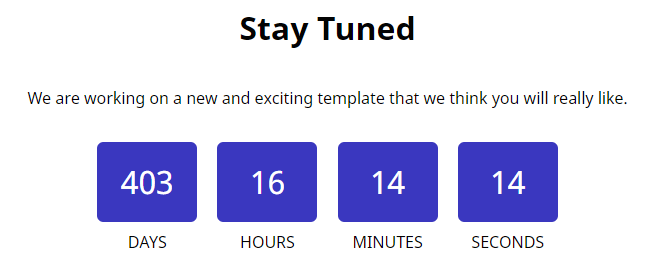 Stay Tuned
We are working on a new and exciting template that we think you will really like.
403 16 14 14
DAYS HOURS MINUTES SECONDS